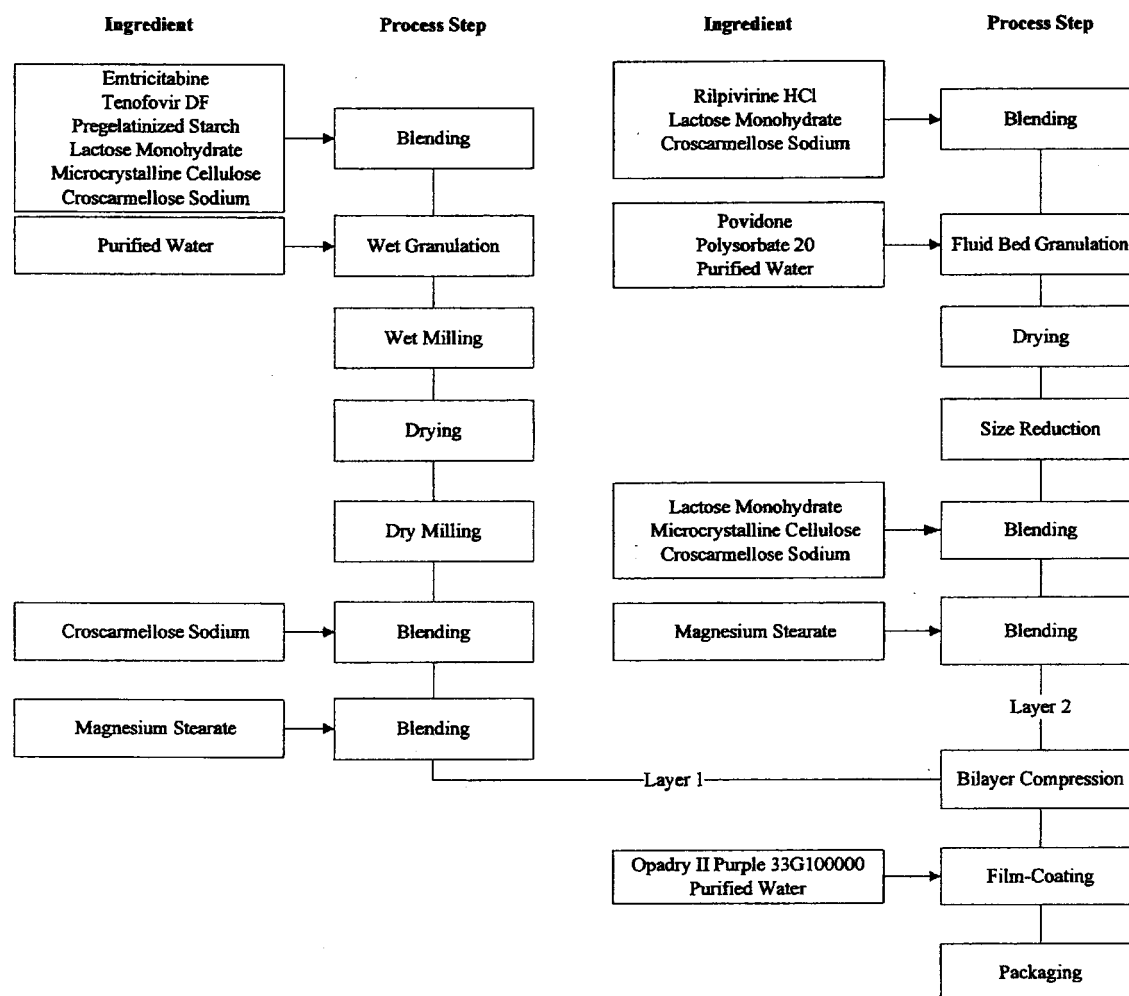 Ingredient
Process Step
Emtricitabine
Tenofovir DF
Pregelatinized Starch
Lactose Monohydrate
Microcrystalline Cellulose
Croscarmellose Sodium
Blending
Purified Water
Wet Granulation
Wet Milling
Drying
Dry Milling
Croscarmellose Sodium
Blending
Magnesium Stearate
Blending
Layer 1
Ingredient
Process Step
Rilpivirine HCl
Lactose Monohydrate
Croscarmellose Sodium
Blending
Povidone
Polysorbate 20
Purified Water
Fluid Bed Granulation
Drying
Size Reduction
Lactose Monohydrate
Microcrystalline Cellulose
Croscarmellose Sodium
Blending
Magnesium Stearate
Blending
Layer 2
Bilayer Compression
Opadry II Purple 33G100000
Purified Water
Film-Coating
Packaging